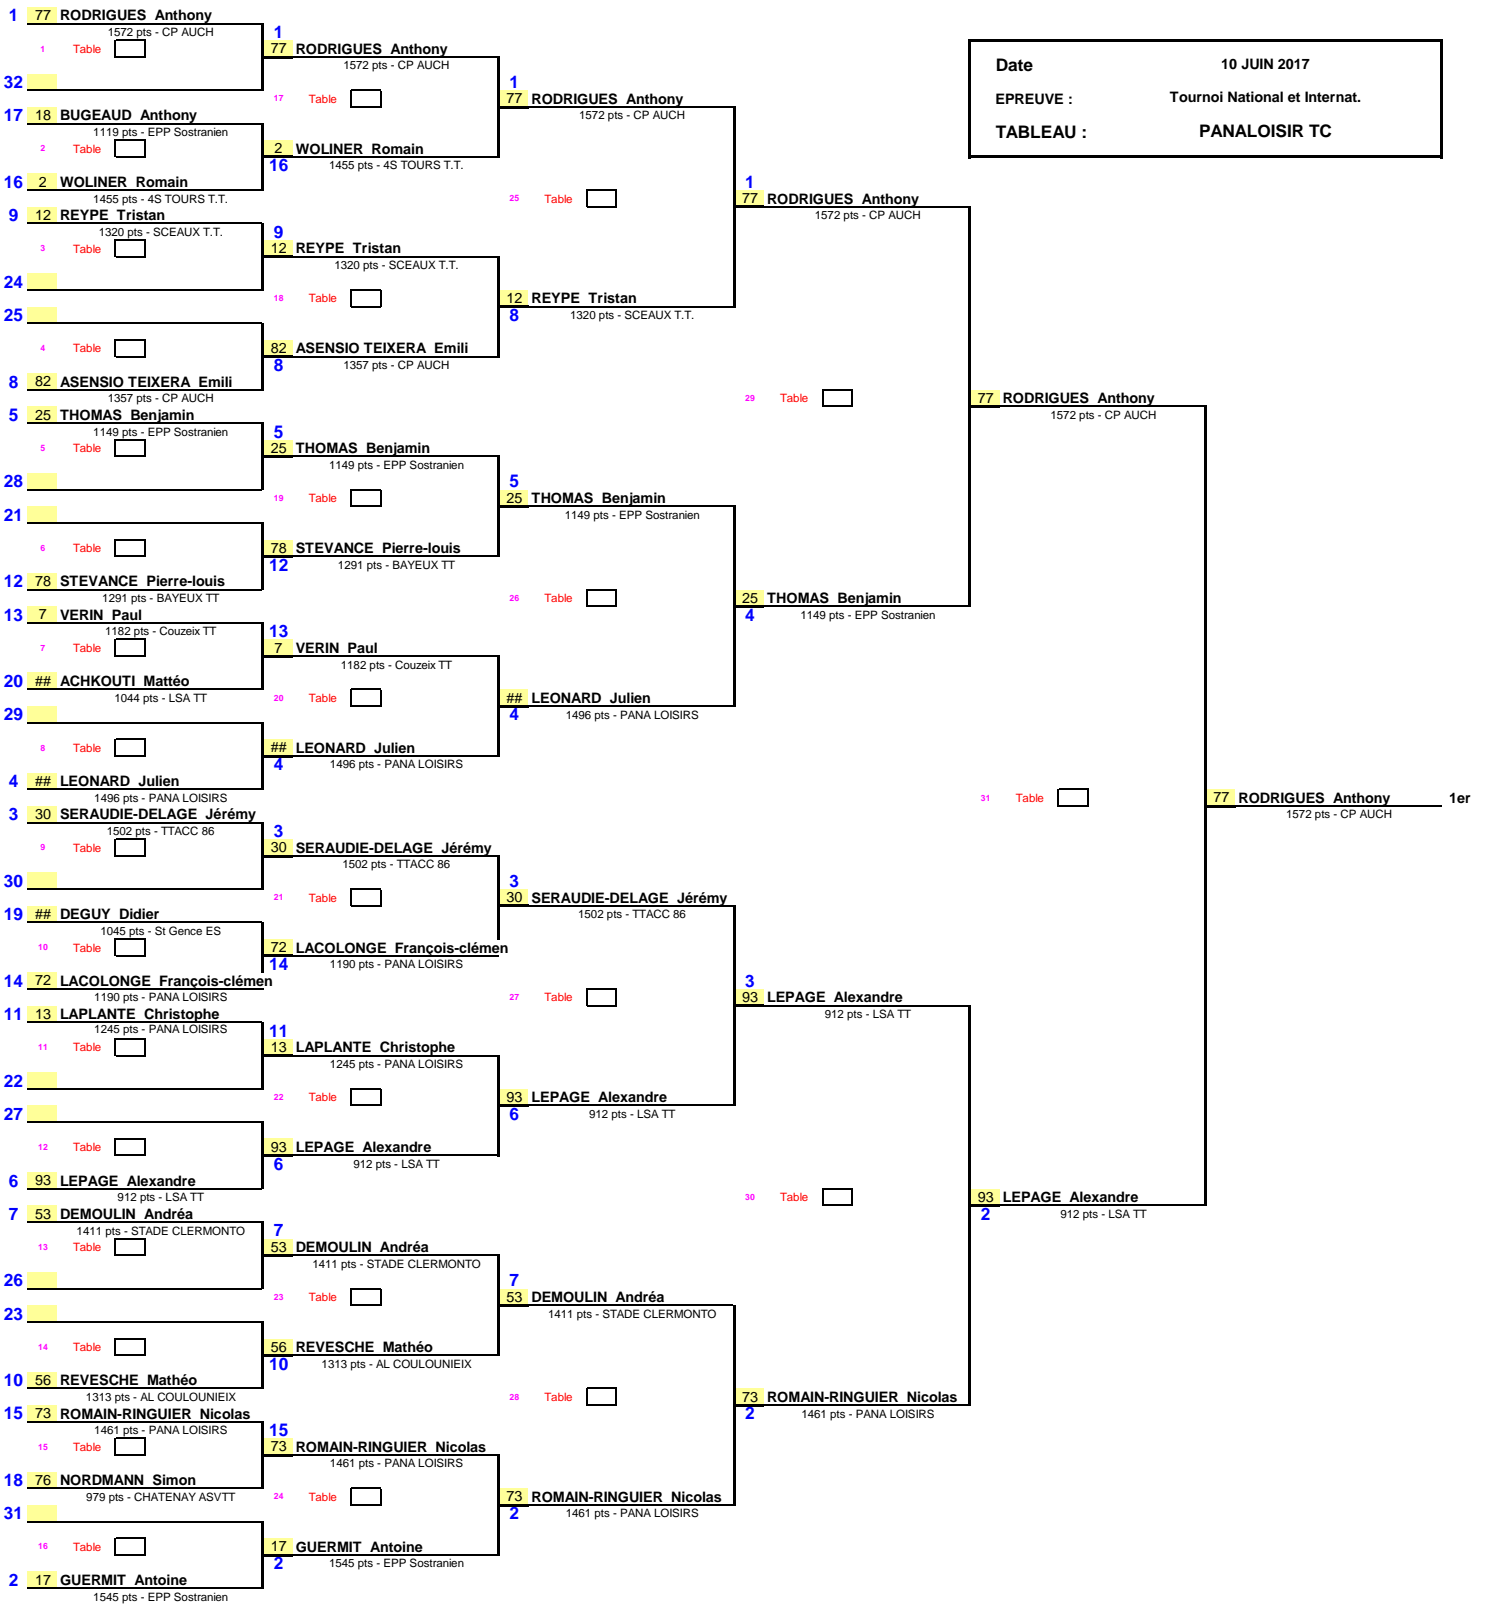 Date 10 JUIN 2017
EPREUVE : Tournoi National et Internat.
TABLEAU : PANALOISIR TC
1 77 RODRIGUES Anthony
1572 pts - CP AUCH
1 Table
32
17 18 BUGEAUD Anthony
1119 pts - EPP Sostranien
2 Table
16 2 WOLINER Romain
1455 pts - 4S TOURS T.T.
9 12 REYPE Tristan
1320 pts - SCEAUX T.T.
3 Table
24
25
4 Table
8 82 ASENSIO TEIXERA Emili
1357 pts - CP AUCH
5 25 THOMAS Benjamin
1149 pts - EPP Sostranien
5 Table
28
21
6 Table
12 78 STEVANCE Pierre-louis
1291 pts - BAYEUX TT
13 7 VERIN Paul
1182 pts - Couzeix TT
7 Table
20 ## ACHKOUTI Mattéo
1044 pts - LSA TT
29
8 Table
4 ## LEONARD Julien
1496 pts - PANA LOISIRS
3 30 SERAUDIE-DELAGE Jérémy
1502 pts - TTACC 86
9 Table
30
19 ## DEGUY Didier
1045 pts - St Gence ES
10 Table
14 72 LACOLONGE François-clémen
1190 pts - PANA LOISIRS
11 13 LAPLANTE Christophe
1245 pts - PANA LOISIRS
11 Table
22
27
12 Table
6 93 LEPAGE Alexandre
912 pts - LSA TT
7 53 DEMOULIN Andréa
1411 pts - STADE CLERMONTO
13 Table
26
23
14 Table
10 56 REVESCHE Mathéo
1313 pts - AL COULOUNIEIX
15 73 ROMAIN-RINGUIER Nicolas
1461 pts - PANA LOISIRS
15 Table
18 76 NORDMANN Simon
979 pts - CHATENAY ASVTT
31
16 Table
2 17 GUERMIT Antoine
1545 pts - EPP Sostranien
1
77 RODRIGUES Anthony
1572 pts - CP AUCH
17 Table
2 WOLINER Romain
16 1455 pts - 4S TOURS T.T.
9
12 REYPE Tristan
1320 pts - SCEAUX T.T.
18 Table
82 ASENSIO TEIXERA Emili
8 1357 pts - CP AUCH
5
25 THOMAS Benjamin
1149 pts - EPP Sostranien
19 Table
78 STEVANCE Pierre-louis
12 1291 pts - BAYEUX TT
13
7 VERIN Paul
1182 pts - Couzeix TT
20 Table
## LEONARD Julien
4 1496 pts - PANA LOISIRS
3
30 SERAUDIE-DELAGE Jérémy
1502 pts - TTACC 86
21 Table
72 LACOLONGE François-clémen
14 1190 pts - PANA LOISIRS
11
13 LAPLANTE Christophe
1245 pts - PANA LOISIRS
22 Table
93 LEPAGE Alexandre
6 912 pts - LSA TT
7
53 DEMOULIN Andréa
1411 pts - STADE CLERMONTO
23 Table
56 REVESCHE Mathéo
10 1313 pts - AL COULOUNIEIX
15
73 ROMAIN-RINGUIER Nicolas
1461 pts - PANA LOISIRS
24 Table
17 GUERMIT Antoine
2 1545 pts - EPP Sostranien
1
77 RODRIGUES Anthony
1572 pts - CP AUCH
25 Table
12 REYPE Tristan
8 1320 pts - SCEAUX T.T.
5
25 THOMAS Benjamin
1149 pts - EPP Sostranien
26 Table
## LEONARD Julien
4 1496 pts - PANA LOISIRS
3
30 SERAUDIE-DELAGE Jérémy
1502 pts - TTACC 86
27 Table
93 LEPAGE Alexandre
6 912 pts - LSA TT
7
53 DEMOULIN Andréa
1411 pts - STADE CLERMONTO
28 Table
73 ROMAIN-RINGUIER Nicolas
2 1461 pts - PANA LOISIRS
1
77 RODRIGUES Anthony
1572 pts - CP AUCH
29 Table
25 THOMAS Benjamin
4 1149 pts - EPP Sostranien
3
93 LEPAGE Alexandre
912 pts - LSA TT
30 Table
73 ROMAIN-RINGUIER Nicolas
2 1461 pts - PANA LOISIRS
77 RODRIGUES Anthony
1572 pts - CP AUCH
31 Table
93 LEPAGE Alexandre
2 912 pts - LSA TT
77 RODRIGUES Anthony 1er
1572 pts - CP AUCH